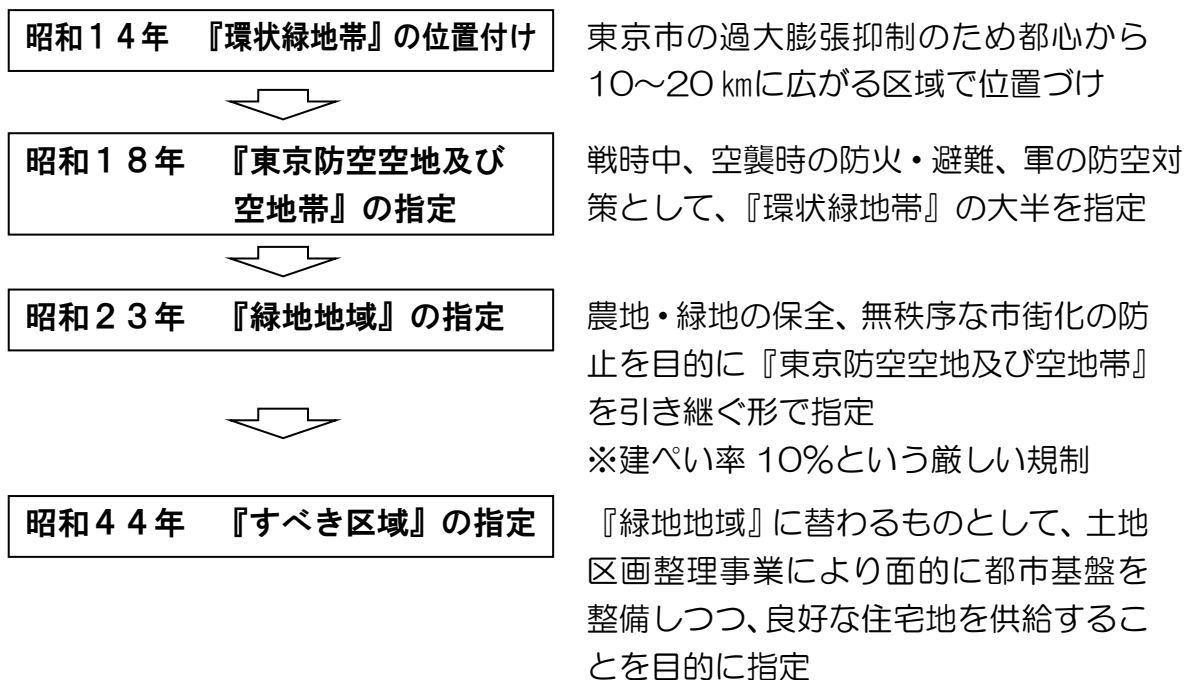 昭和１４年　『環状緑地帯』の位置付け
東京市の過大膨張抑制のため都心から
10～20㎞に広がる区域で位置づけ
昭和１８年　『東京防空空地及び
空地帯』の指定
戦時中、空襲時の防火・避難、軍の防空対
策として、『環状緑地帯』の大半を指定
昭和２３年　『緑地地域』の指定
農地・緑地の保全、無秩序な市街化の防
止を目的に『東京防空空地及び空地帯』
を引き継ぐ形で指定
※建ぺい率 10％という厳しい規制
昭和４４年　『すべき区域』の指定
『緑地地域』に替わるものとして、土地
区画整理事業により面的に都市基盤を
整備しつつ、良好な住宅地を供給するこ
とを目的に指定